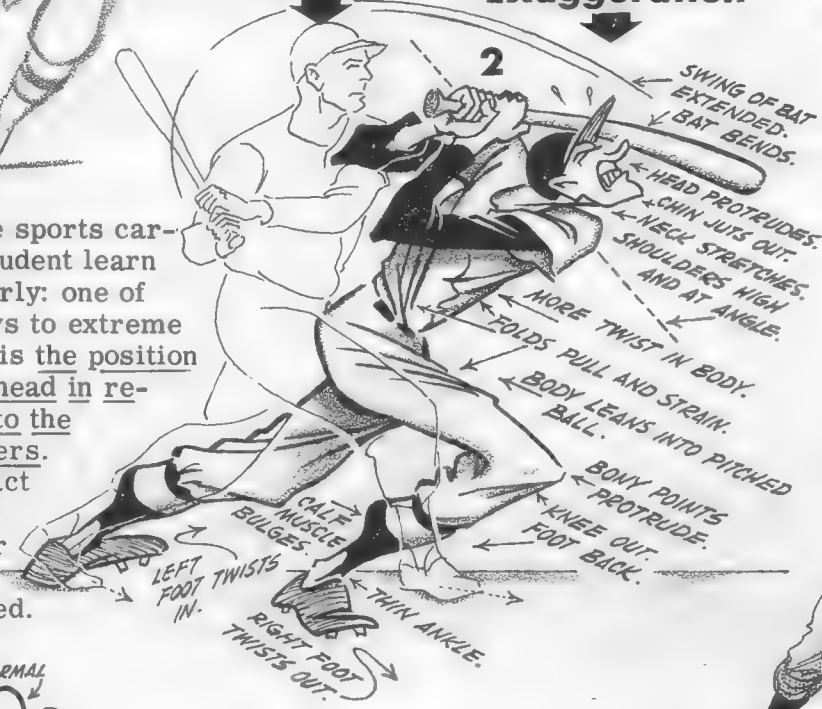 Exaggeration
2
SWING OF BAT
EXTENDED.
BAT BENDS.
HEAD PROTRUDES.
CHIN JUTS OUT.
NECK STRETCHES.
SHOULDERS HIGH
AND AT ANGLE.
MORE TWIST IN BODY.
FOLDS PULL AND STRAIN.
BODY LEANS INTO PITCHED
BALL.
BONY POINTS
PROTRUDE.
KNEE OUT.
FOOT BACK.
CALF
MUSCLE
BULGES.
LEFT
FOOT TWISTS
IN.
THIN ANKLE.
RIGHT FOOT
TWISTS OUT.
e sports car-
udent learn
rly: one of
ys to extreme
is the position
head in re-
to the
ers.
ct
r
ed.
RMAL